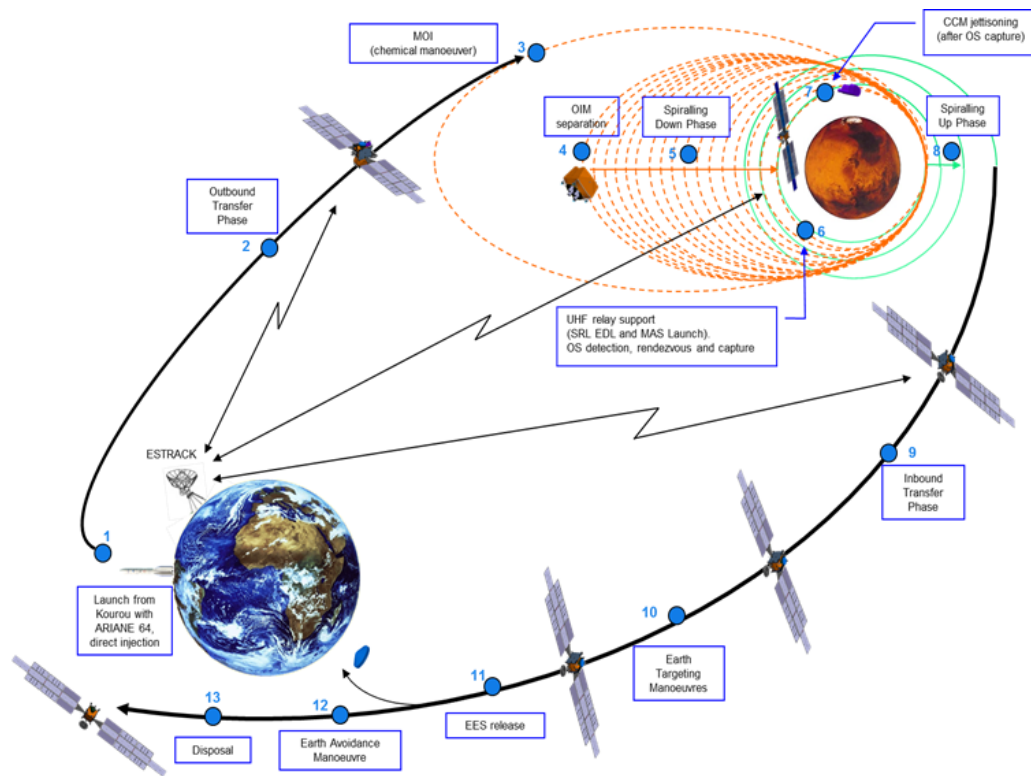 MOI
(chemical manoeuver)
3
CCM jettisoning
(after OS capture)
7
OIM
separation
4
Spiralling
Down Phase
5
Spiralling
Up Phase
8
Outbound
Transfer
Phase
2
6
UHF relay support
(SRL EDL and MAS Launch).
OS detection, rendezvous and capture
ESTRACK
9
Inbound
Transfer
Phase
1
Launch from
Kourou with
ARIANE 64,
direct injection
10
Earth
Targeting
Manoeuvres
11
EES release
12
Earth Avoidance
Manoeuvre
13
Disposal